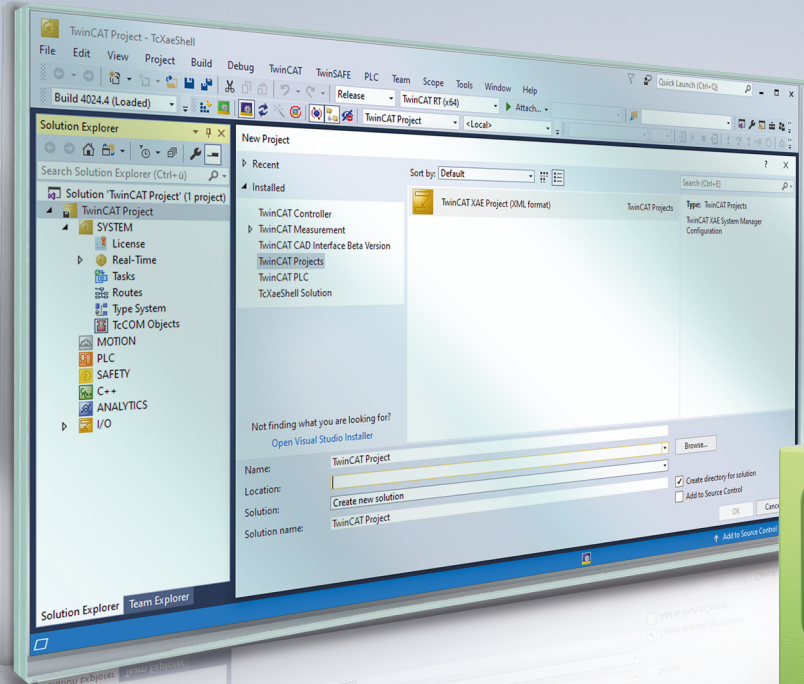 TwinCAT Project - TcXaeShell
File Edit View Project Build Debug TwinCAT TwinSAFE PLC Team Scope Tools Window Help
Quick Launch (Ctrl+Q)
Release
TwinCAT RT (x64)
Attach...
Build 4024.4 (Loaded)
TwinCAT Project
<Local>
Solution Explorer
Search Solution Explorer (Ctrl+ü)
Solution 'TwinCAT Project' (1 project)
TwinCAT Project
SYSTEM
License
Real-Time
Tasks
Routes
Type System
TcCOM Objects
MOTION
PLC
SAFETY
C++
ANALYTICS
I/O
Solution Explorer
Team Explorer
New Project
? X
Recent
Installed
TwinCAT Controller
TwinCAT Measurement
TwinCAT CAD Interface Beta Version
TwinCAT Projects
TwinCAT PLC
TcXaeShell Solution
Not finding what you are looking for?
Open Visual Studio Installer
Sort by: Default
TwinCAT XAE Project (XML format)
TwinCAT Projects
Search (Ctrl+E)
Type: TwinCAT Projects
TwinCAT XAE System Manager
Configuration
Name:
TwinCAT Project
Location:
Browse...
Solution:
Create new solution
Solution name:
TwinCAT Project
Create directory for solution
Add to Source Control
OK
Cance
Add to Source Control